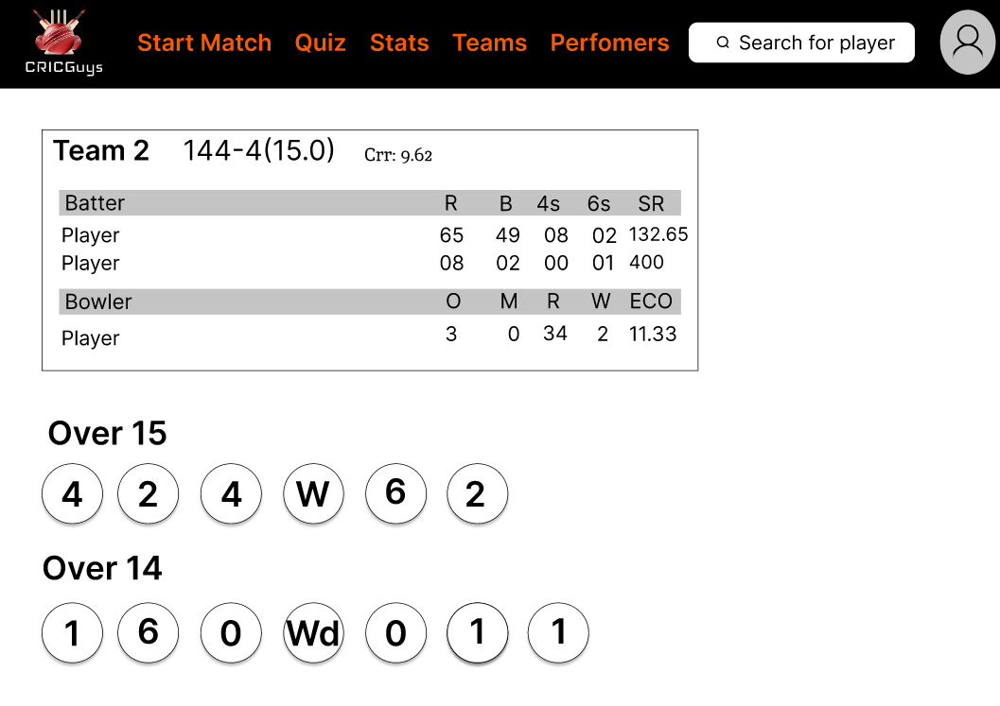 CRICGuys
Start Match Quiz Stats Teams Perfomers Search for player
Team 2 144-4(15.0) Crr: 9.62
Batter R B 4s 6s SR
Player 65 49 08 02 132.65
Player 08 02 00 01 400
Bowler O M R W ECO
Player 3 0 34 2 11.33
Over 15
4 2 4 W 6 2
Over 14
1 6 0 Wd 0 1 1